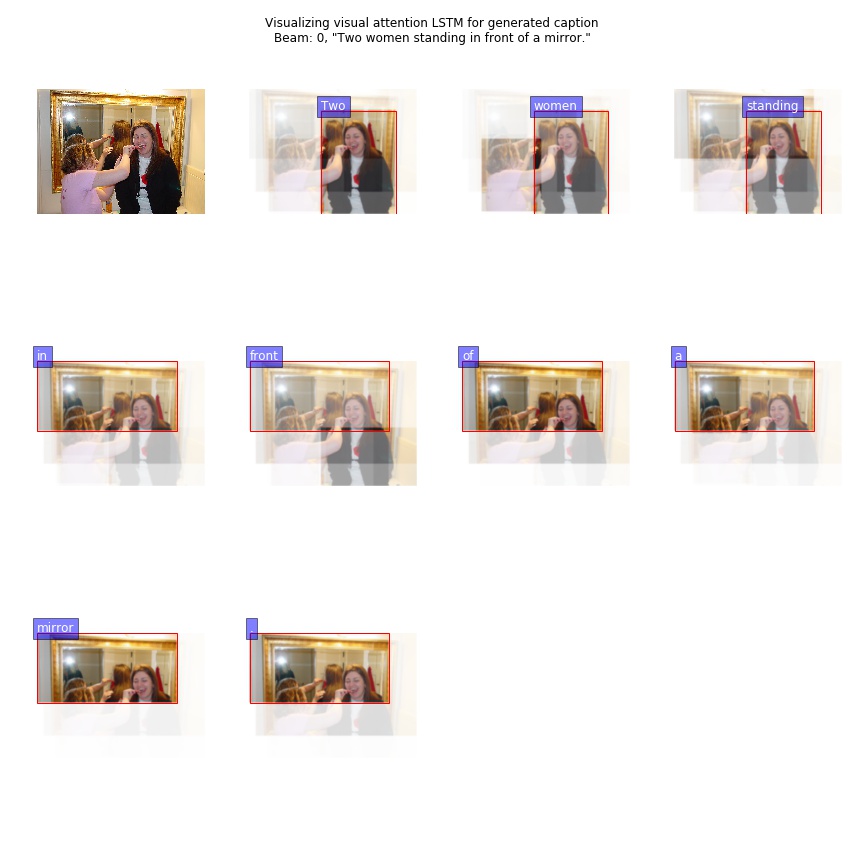 Visualizing visual attention LSTM for generated caption
Beam: 0, "Two women standing in front of a mirror."
Two
women
standing
in
front
of
a
mirror
.